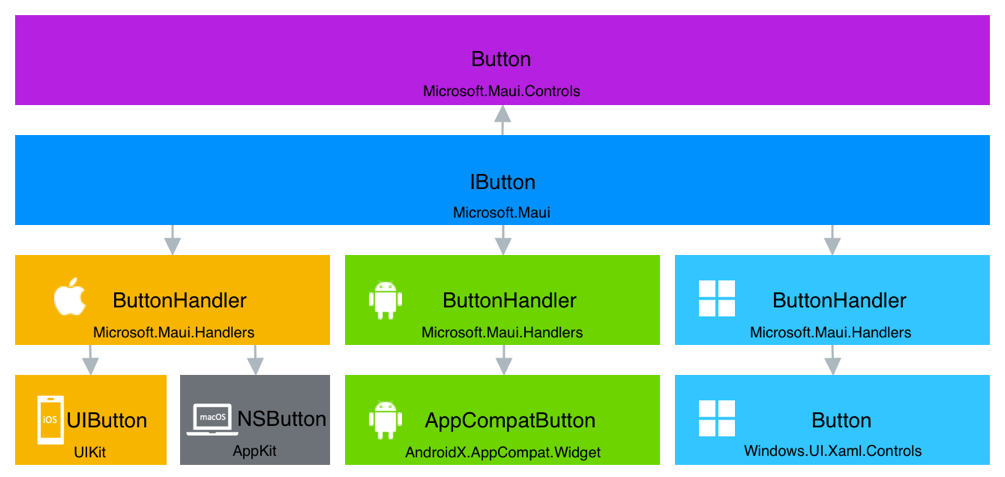 Button
Microsoft.Maui.Controls
IButton
Microsoft.Maui
ButtonHandler
Microsoft.Maui.Handlers
ButtonHandler
Microsoft.Maui.Handlers
ButtonHandler
Microsoft.Maui.Handlers
iOS
UIButton
UIKit
macOS
NSButton
AppKit
AppCompatButton
AndroidX.AppCompat.Widget
Button
Windows.UI.Xaml.Controls